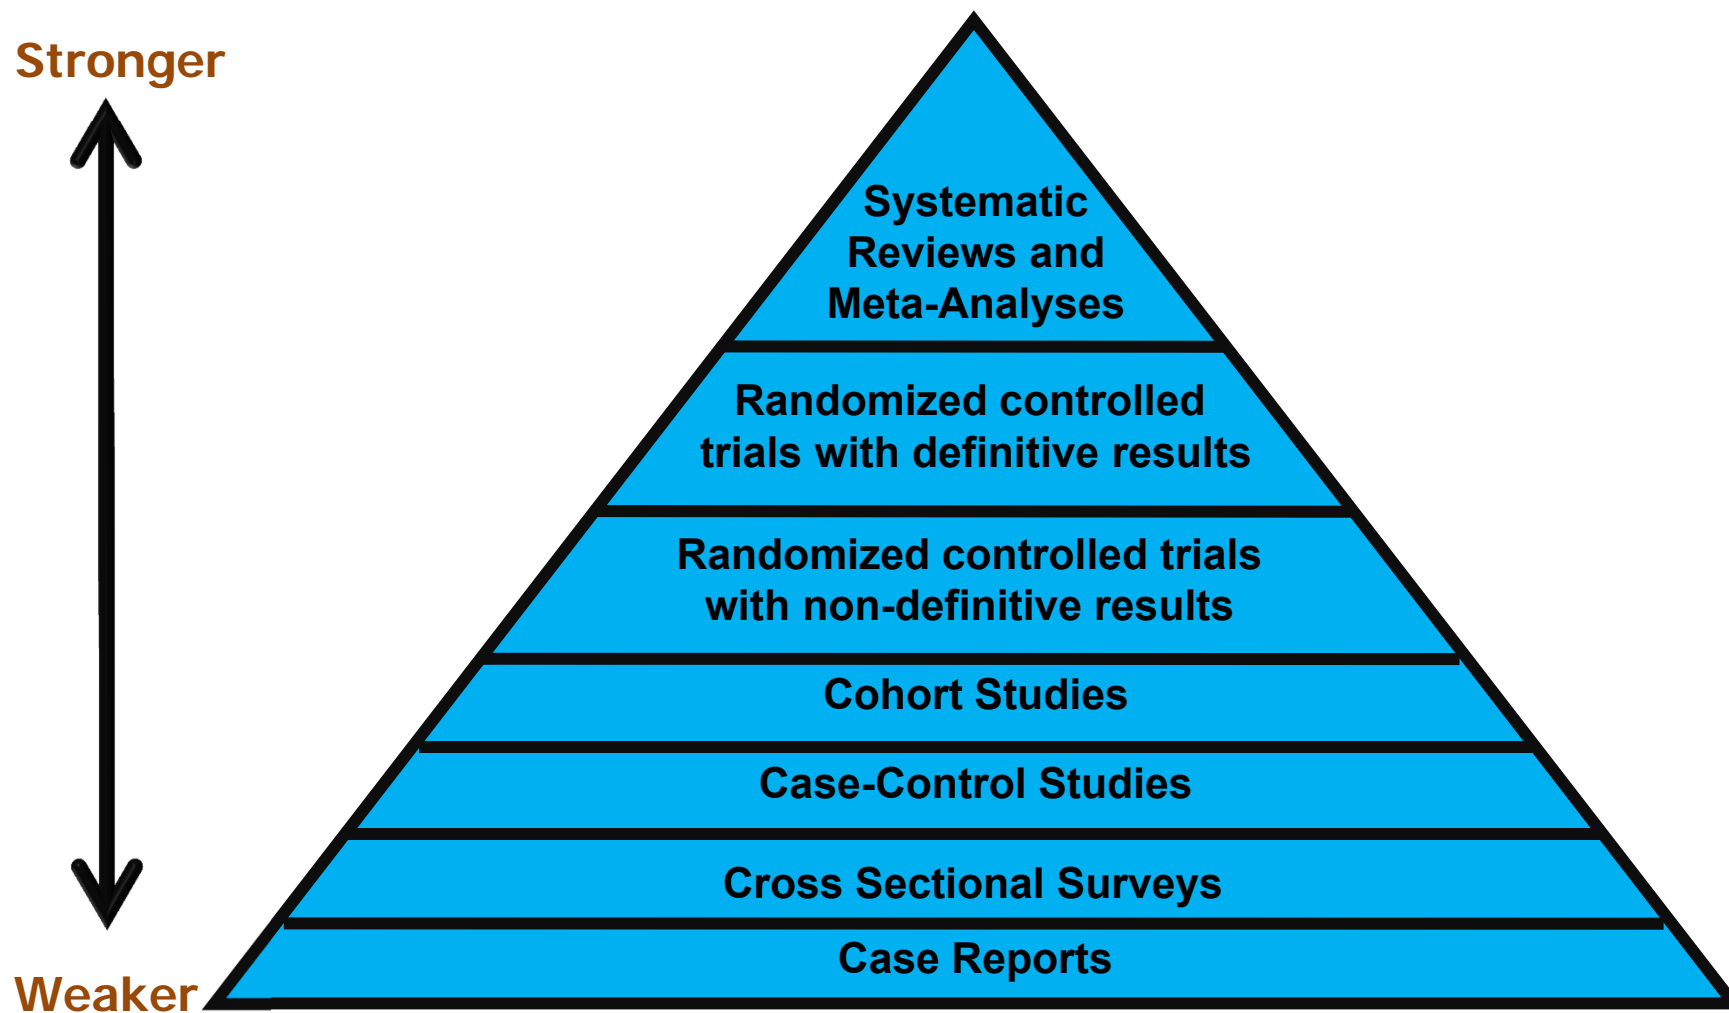 Stronger
Systematic
Reviews and
Meta-Analyses
Randomized controlled
trials with definitive results
Randomized controlled trials
with non-definitive results
Cohort Studies
Case-Control Studies
Cross Sectional Surveys
Case Reports
Weaker